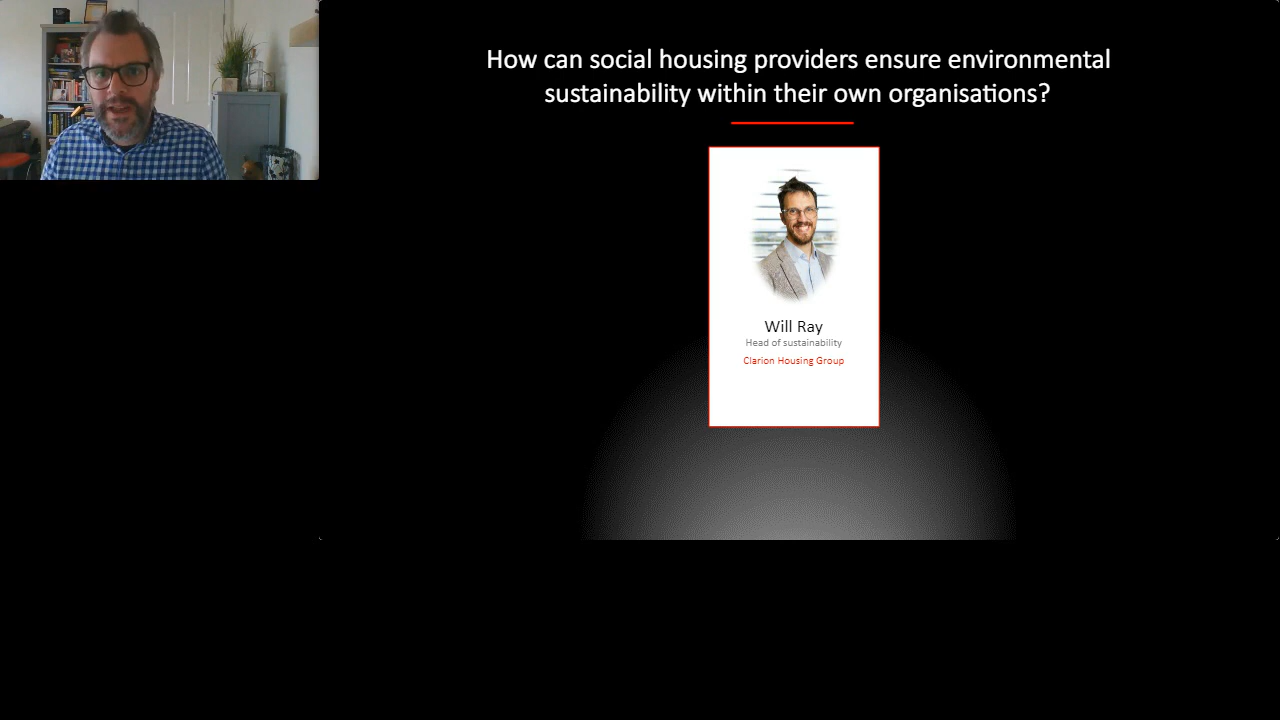 How can social housing providers ensure environmental
sustainability within their own organisations?
Will Ray
Head of sustainability
Clarion Housing Group